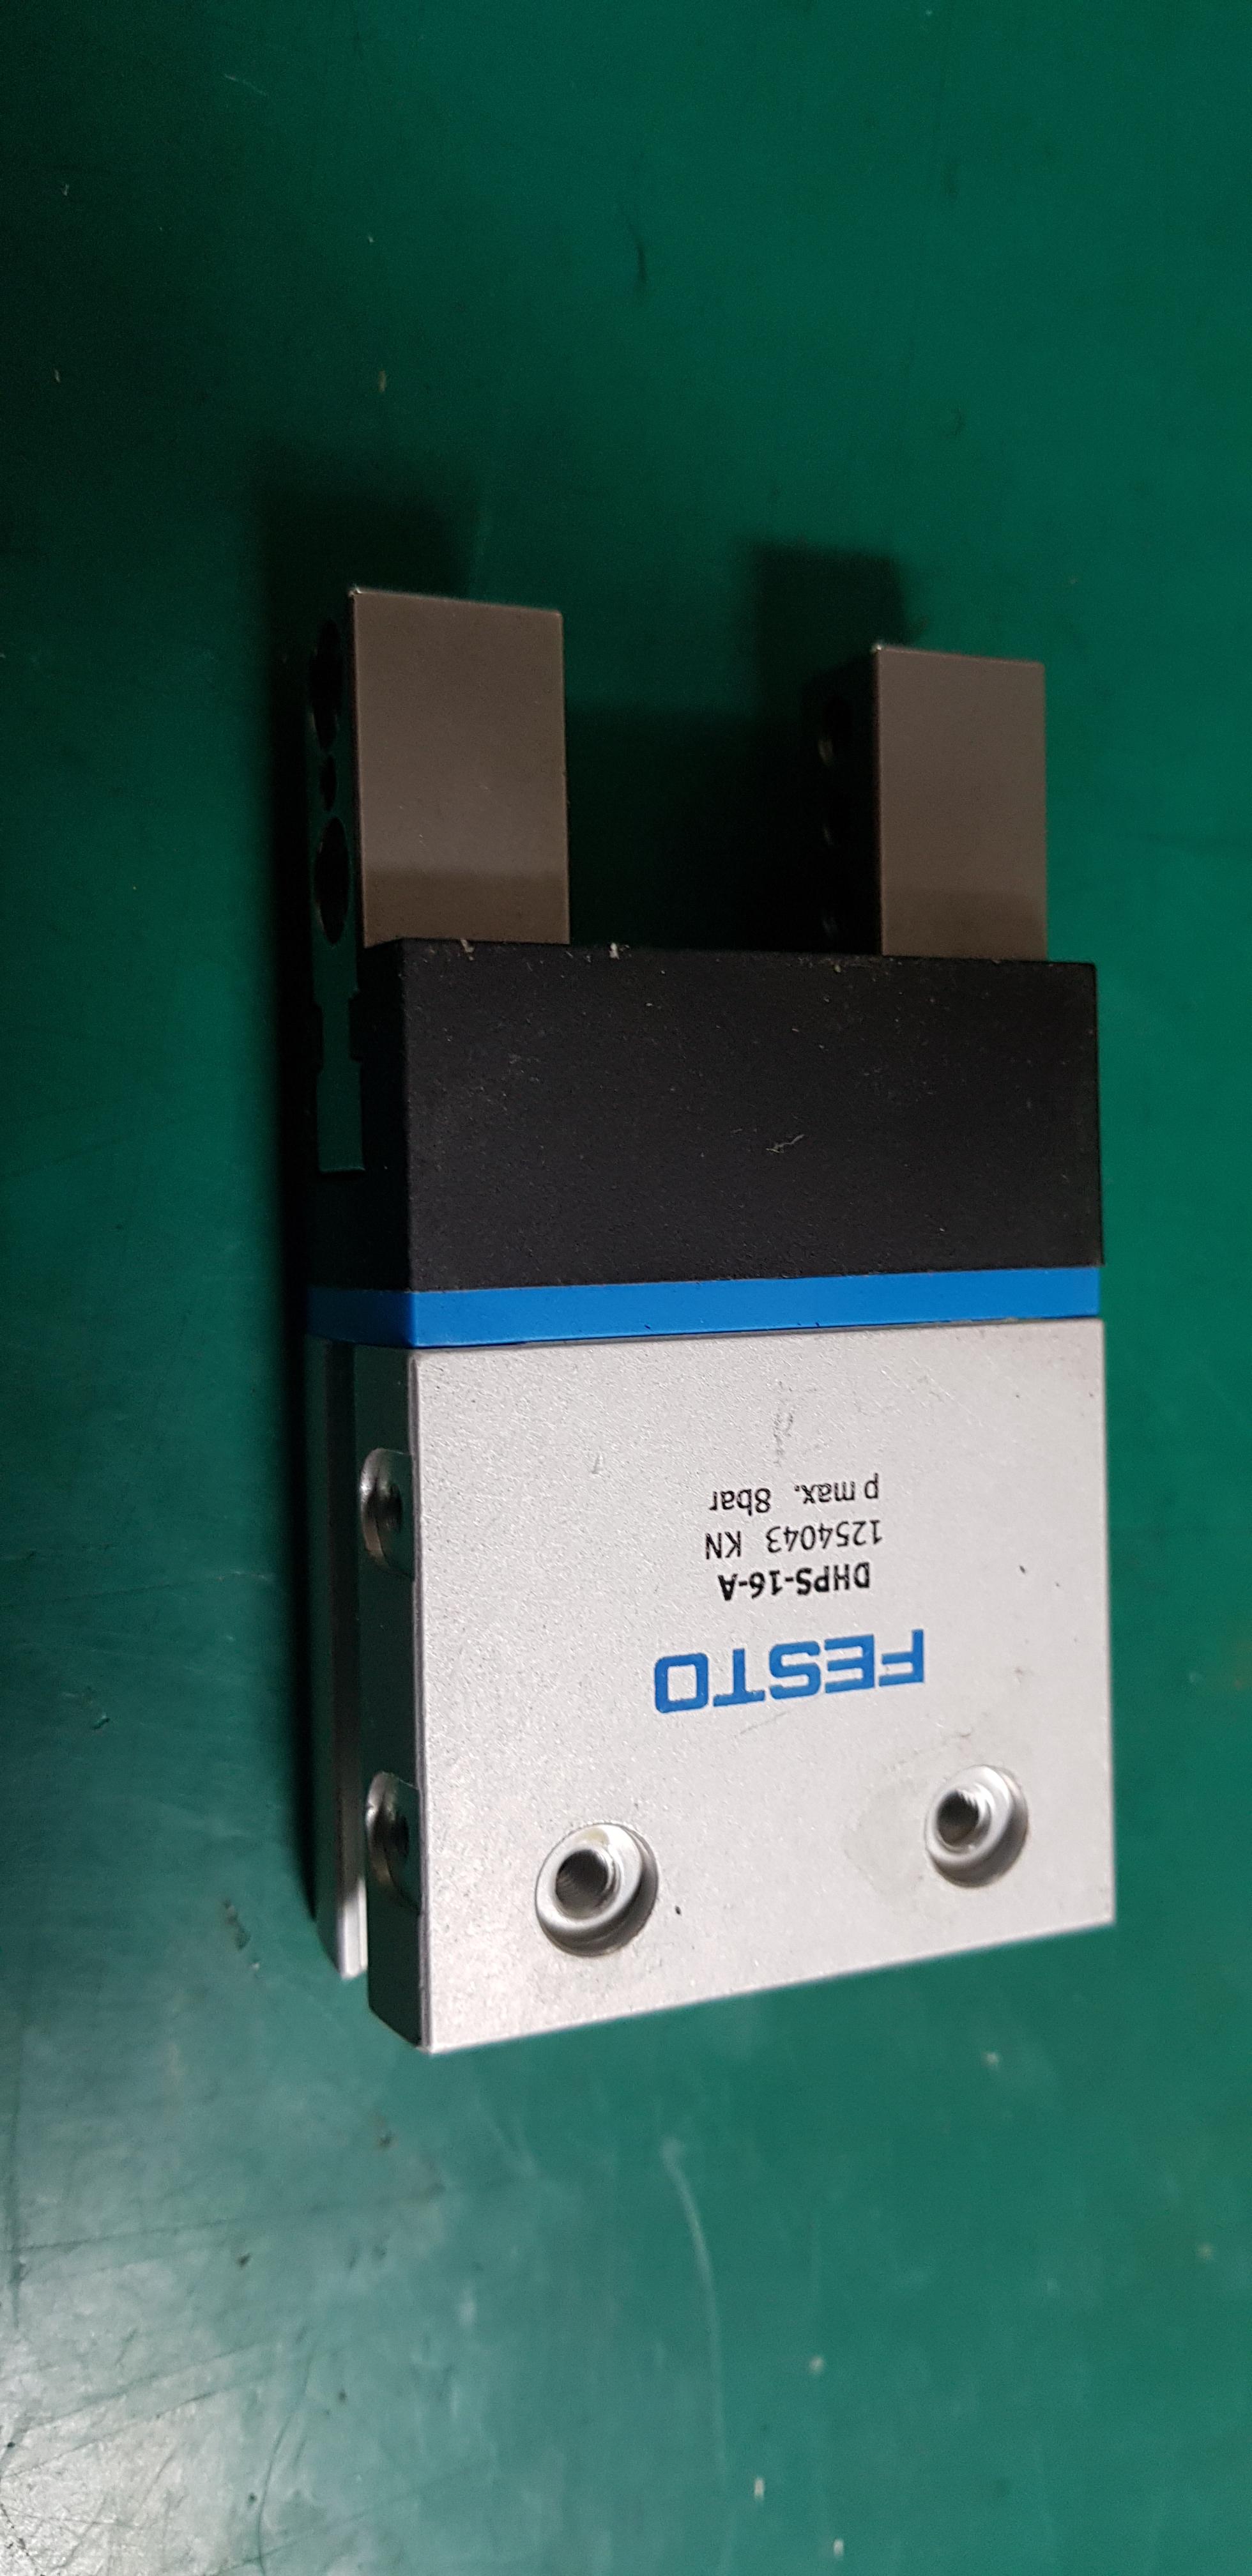 FESTO
DHPS-16-A
1254043 KN
p max. 8bar